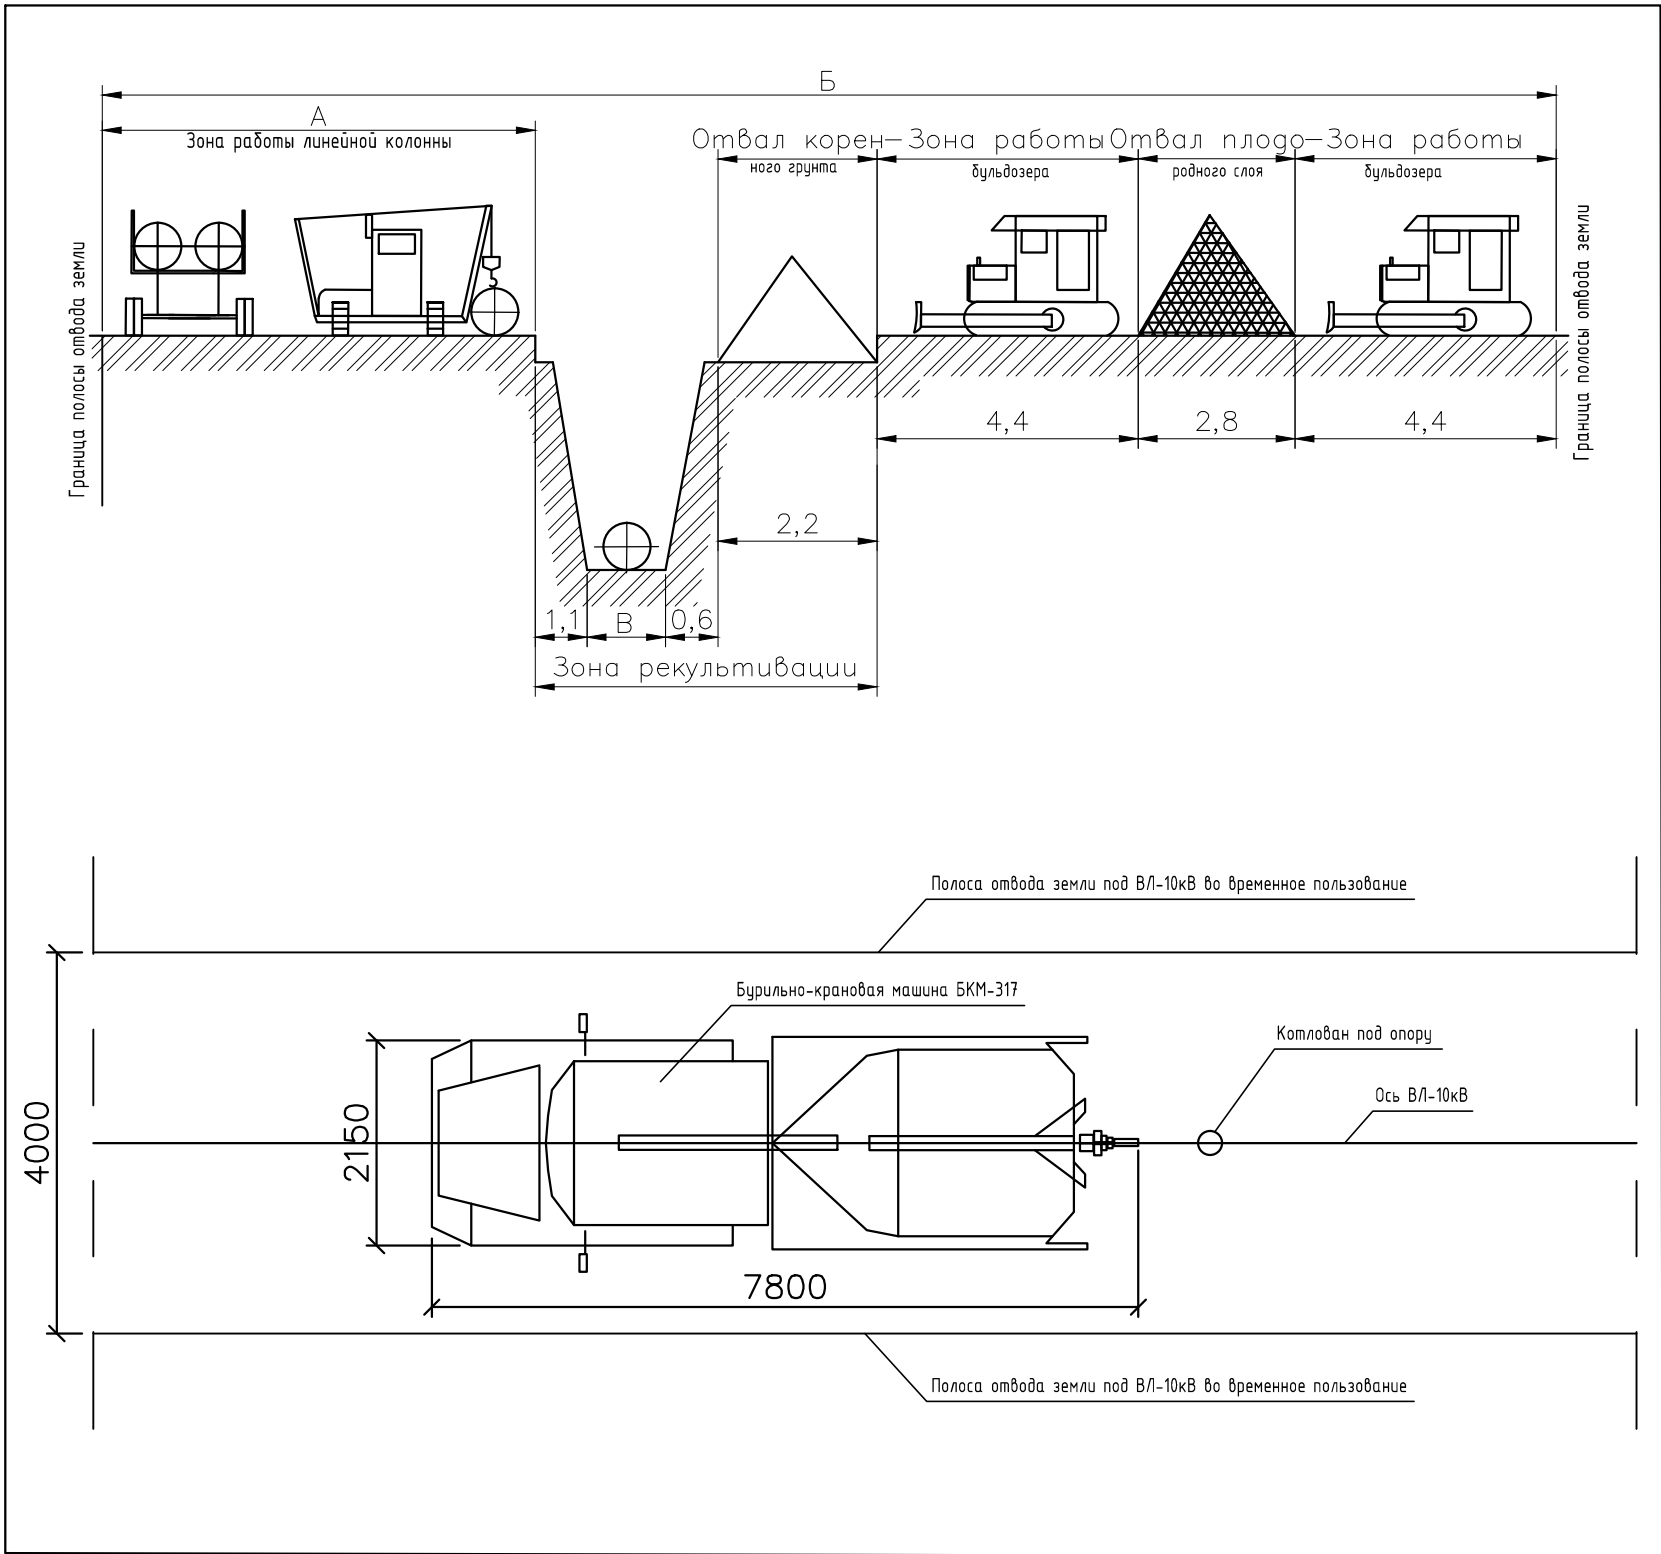 Б
А
Зона работы линейной колонны
Отвал корен-Зона работы Отвал плодо-Зона работы
ного грунта
бульдозера
родного слоя
бульдозера
Граница полосы отвода земли
Граница полосы отвода земли
4,4
2,8
4,4
2,2
1,1
В
0,6
Зона рекультивации
Полоса отвода земли под ВЛ-10кВ во временное пользование
Бурильно-крановая машина БКМ-317
Котлован под опору
Ось ВЛ-10кВ
4000
2150
7800
Полоса отвода земли под ВЛ-10кВ во временное пользование